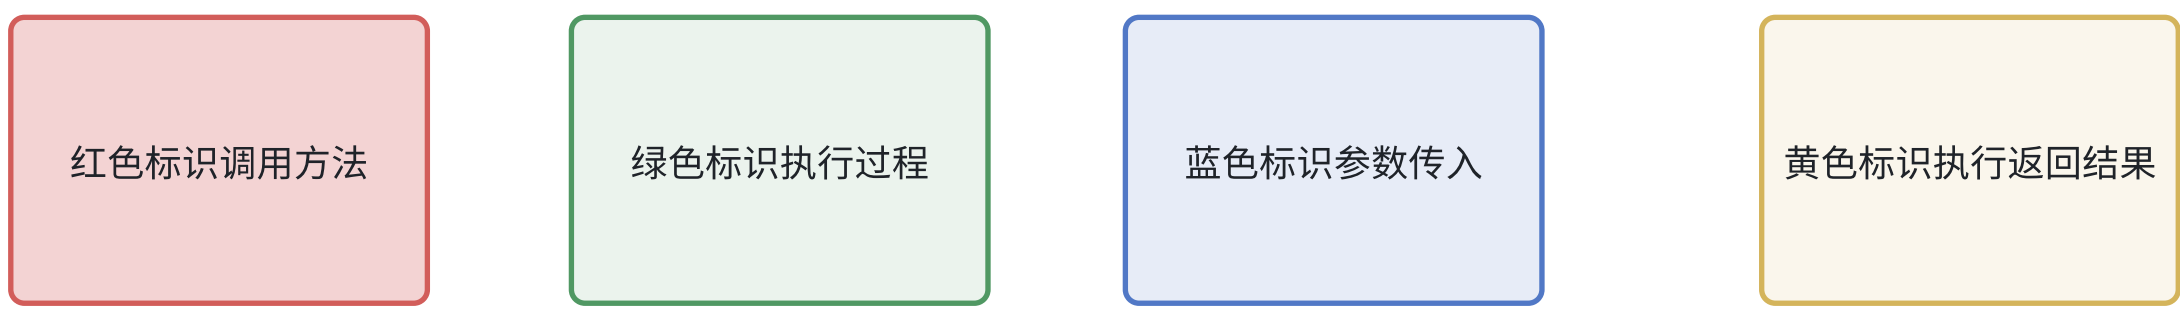 红色标识调用方法
绿色标识执行过程
蓝色标识参数传入
黄色标识执行返回结果